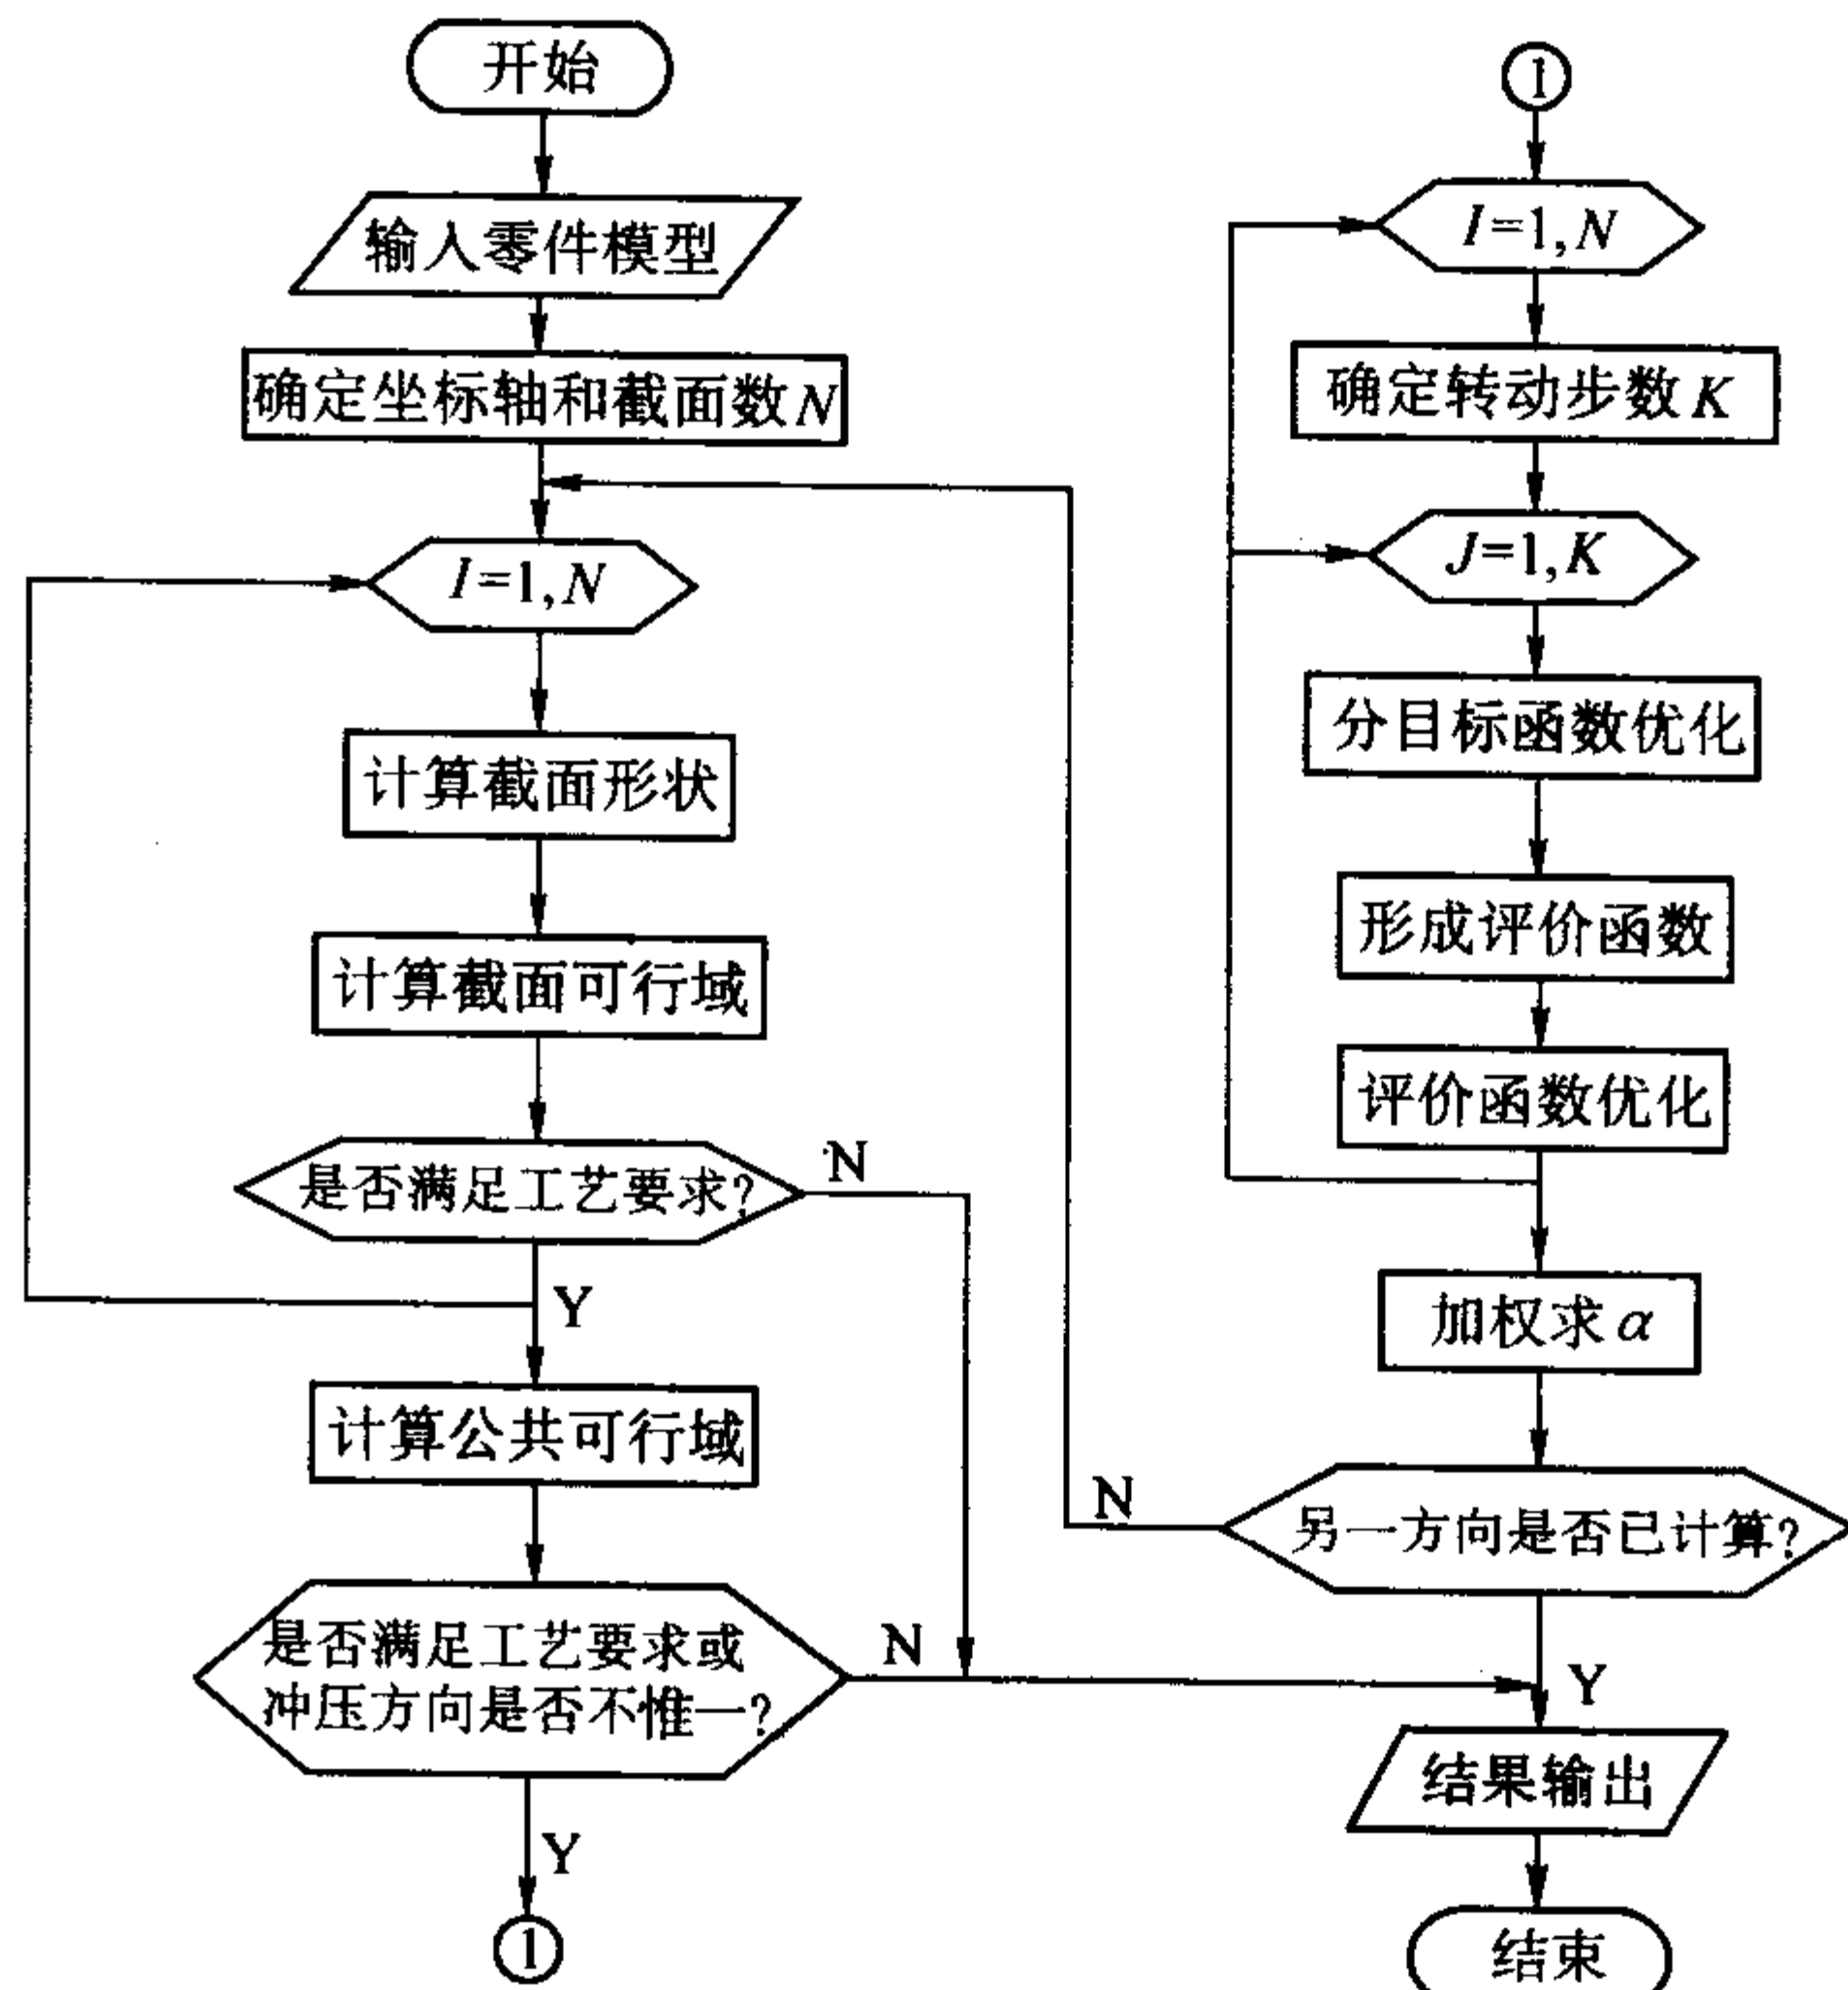 开始
输入零件模型
确定坐标轴和截面数N
I=1,N
计算截面形状
计算截面可行域
是否满足工艺要求?
N
Y
计算公共可行域
是否满足工艺要求或
冲压方向是否不惟一?
N
Y
①
①
I=1,N
确定转动步数K
J=1,K
分目标函数优化
形成评价函数
评价函数优化
加权求α
另一方向是否已计算?
N
Y
结果输出
结束